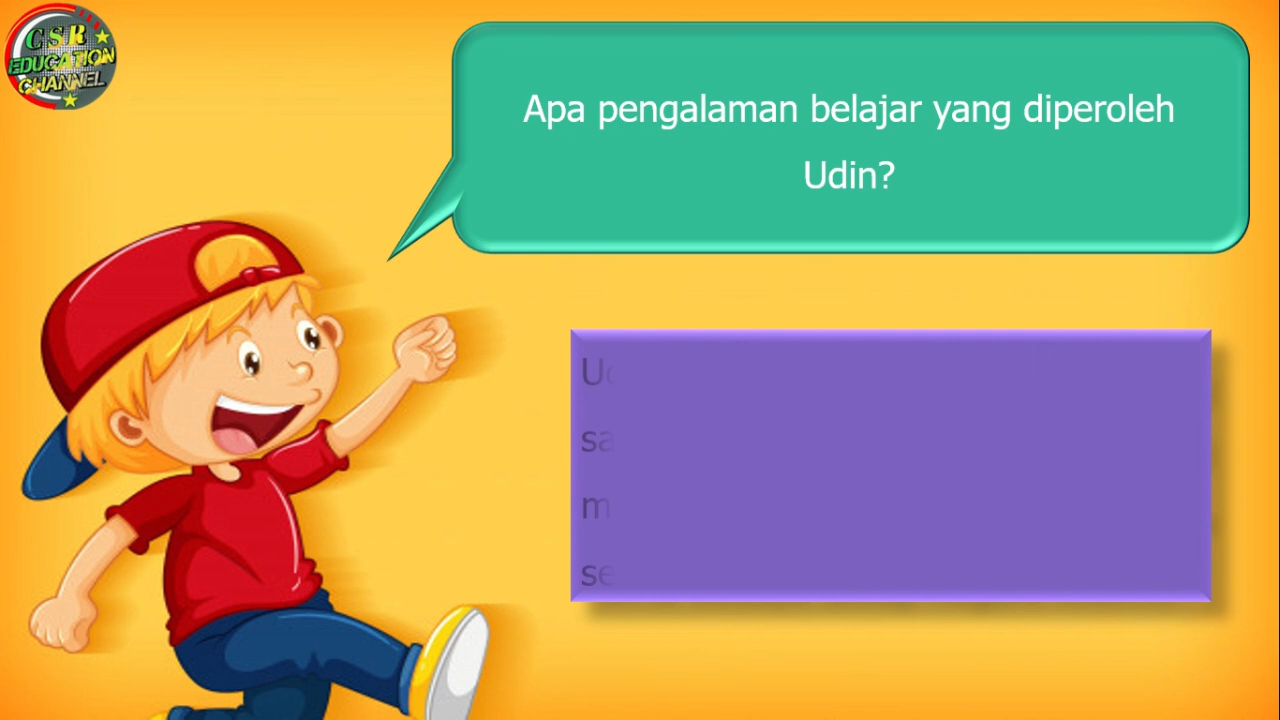 CSR
EDUCATION
CHANNEL
Apa pengalaman belajar yang diperoleh
Udin?